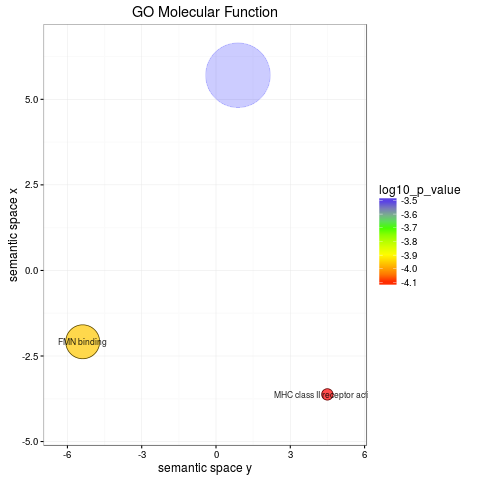 GO Molecular Function
semantic space x
5.0
2.5
0.0
-2.5
-5.0
FMN binding
MHC class II receptor acti
-6
-3
0
3
6
semantic space y
log10_p_value
-3.5
-3.6
-3.7
-3.8
-3.9
-4.0
-4.1